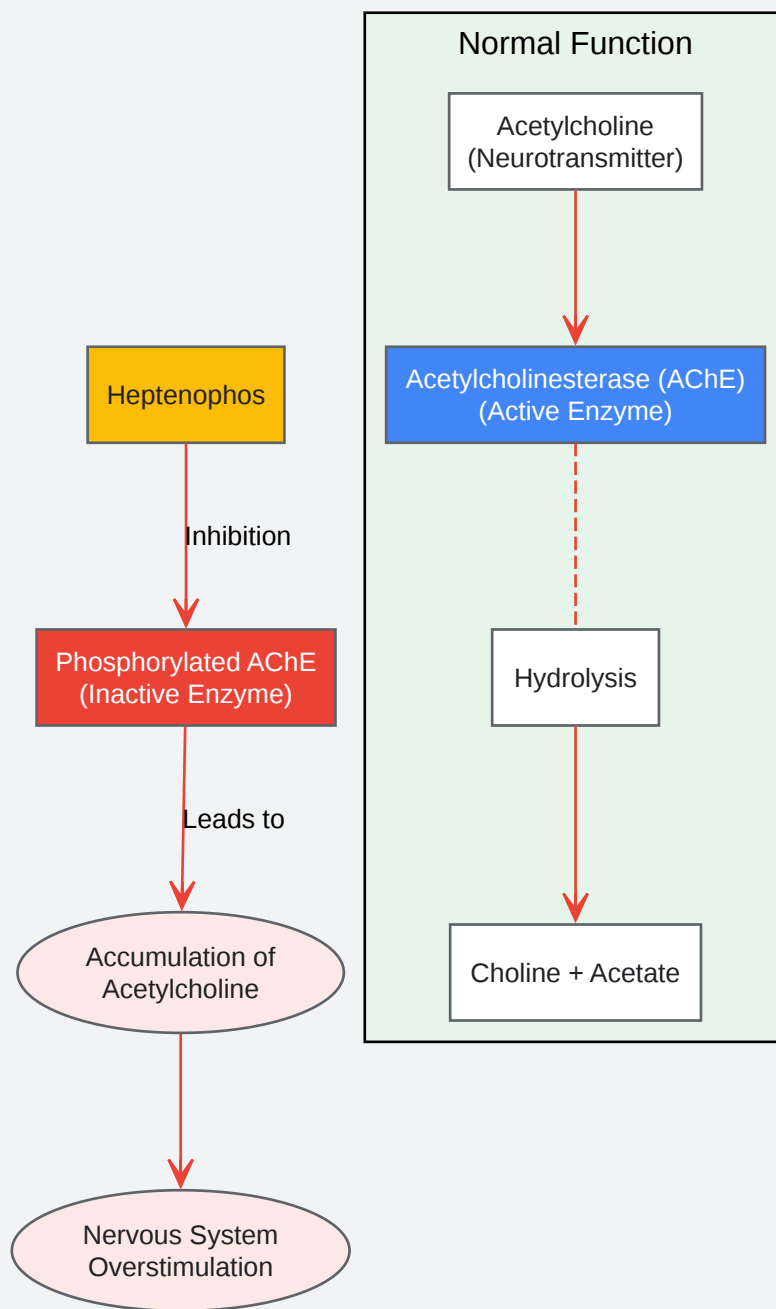 Normal Function
Acetylcholine
(Neurotransmitter)
Heptenophos
Acetylcholinesterase (AChE)
(Active Enzyme)
Inhibition
Phosphorylated AChE
(Inactive Enzyme)
Hydrolysis
Leads to
Accumulation of
Acetylcholine
Choline + Acetate
Nervous System
Overstimulation